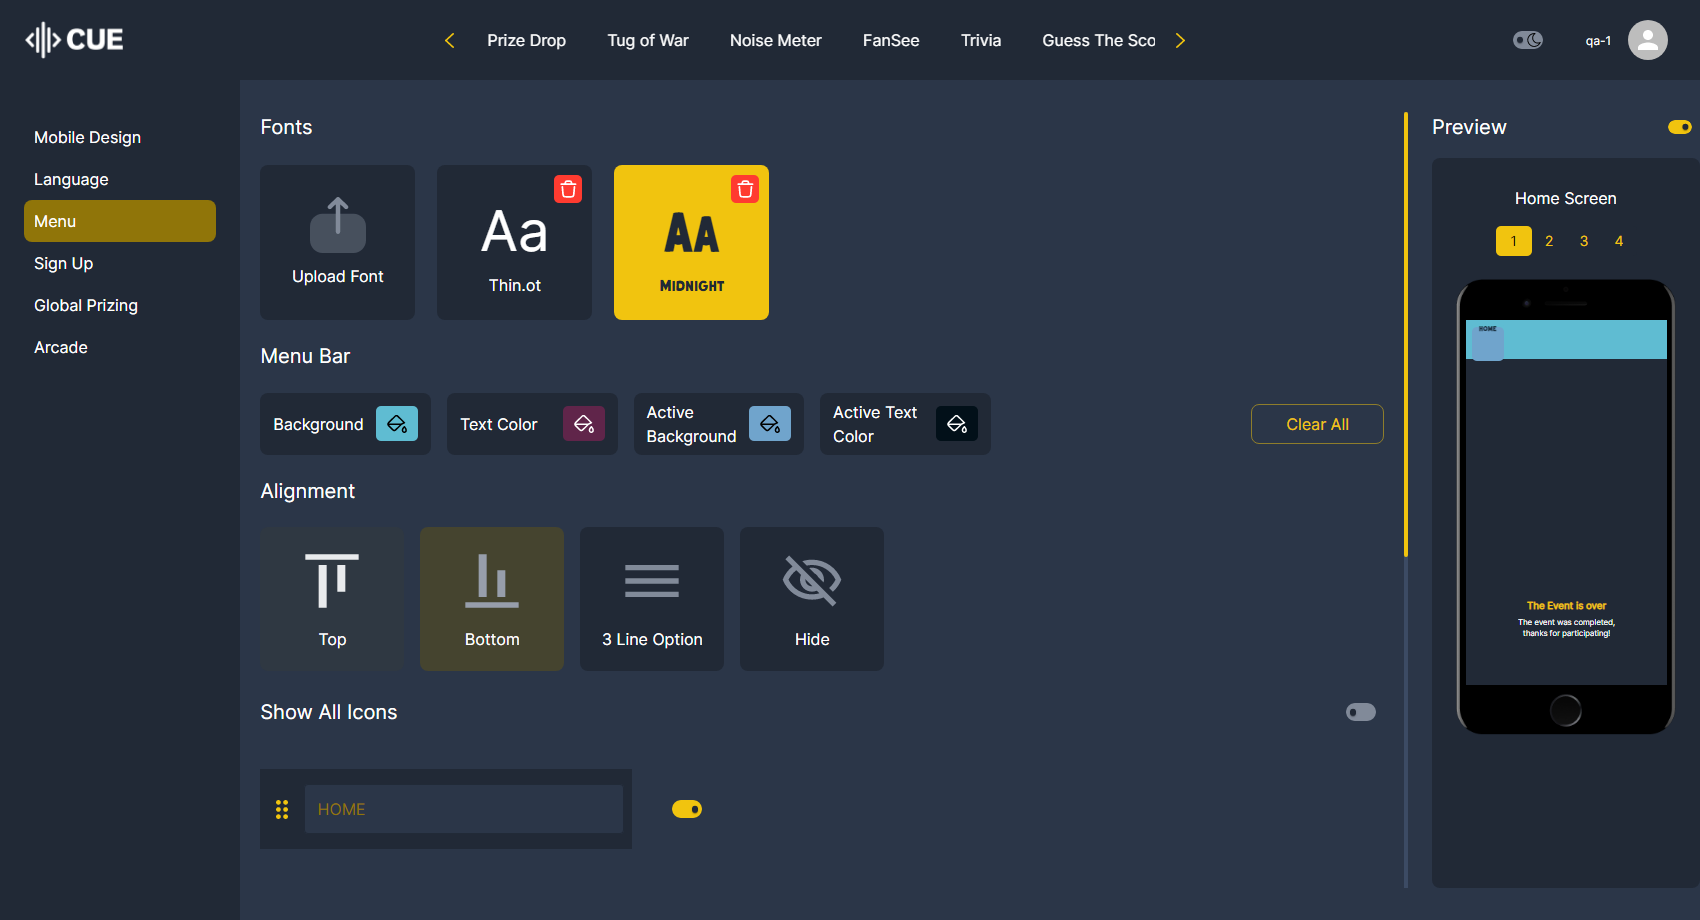 CUE
Prize Drop
Tug of War
Noise Meter
FanSee
Trivia
Guess The Sco
qa-1
Mobile Design
Language
Menu
Sign Up
Global Prizing
Arcade
Fonts
Upload Font
Aa
Thin.ot
AA
MIDNIGHT
Menu Bar
Background
Text Color
Active
Background
Active Text
Color
Clear All
Alignment
Top
Bottom
3 Line Option
Hide
Show All Icons
HOME
Preview
Home Screen
1 2 3 4
HOME
The Event is over
The event was completed,
thanks for participating!